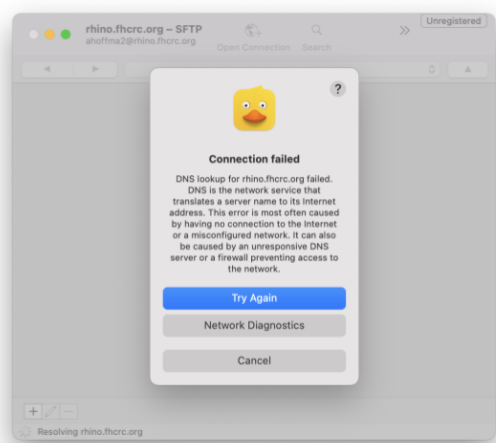 rhino.fhcrc.org – SFTP
ahoffma2@rhino.fhcrc.org
Open Connection
Search
Unregistered
?
Connection failed
DNS lookup for rhino.fhcrc.org failed.
DNS is the network service that
translates a server name to its Internet
address. This error is most often caused
by having no connection to the Internet
or a misconfigured network. It can also
be caused by an unresponsive DNS
server or a firewall preventing access to
the network.
Try Again
Network Diagnostics
Cancel
Resolving rhino.fhcrc.org